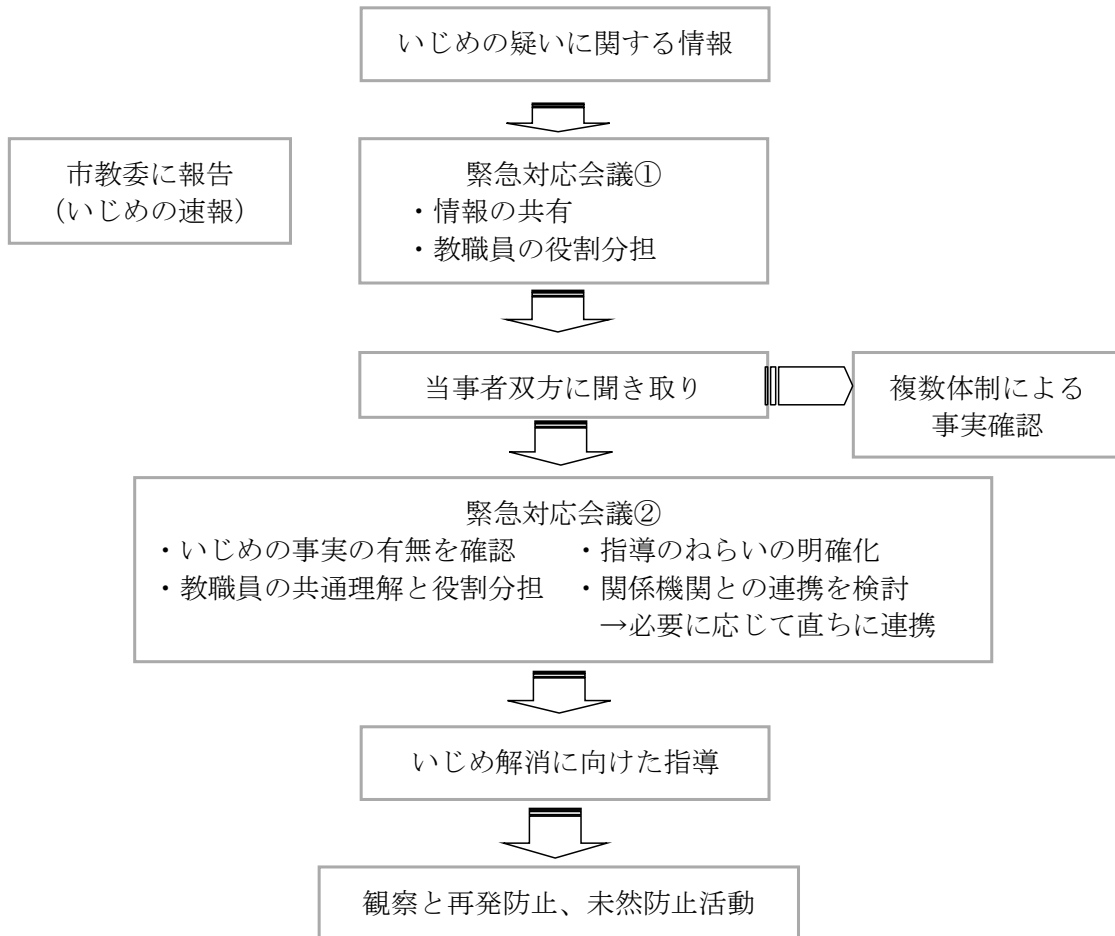 いじめの疑いに関する情報
市教委に報告
（いじめの速報）
緊急対応会議①
・情報の共有
・教職員の役割分担
当事者双方に聞き取り
複数体制による
事実確認
緊急対応会議②
・いじめの事実の有無を確認 ・指導のねらいの明確化
・教職員の共通理解と役割分担 ・関係機関との連携を検討
→必要に応じて直ちに連携
いじめ解消に向けた指導
観察と再発防止、未然防止活動